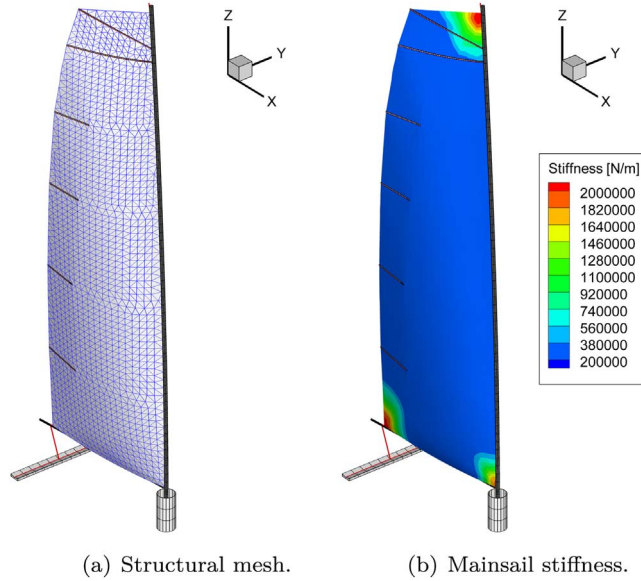 Z
Y
X
Z
Y
X
Stiffness [N/m]
2000000
1820000
1640000
1460000
1280000
1100000
920000
740000
560000
380000
200000
(a) Structural mesh.
(b) Mainsail stiffness.